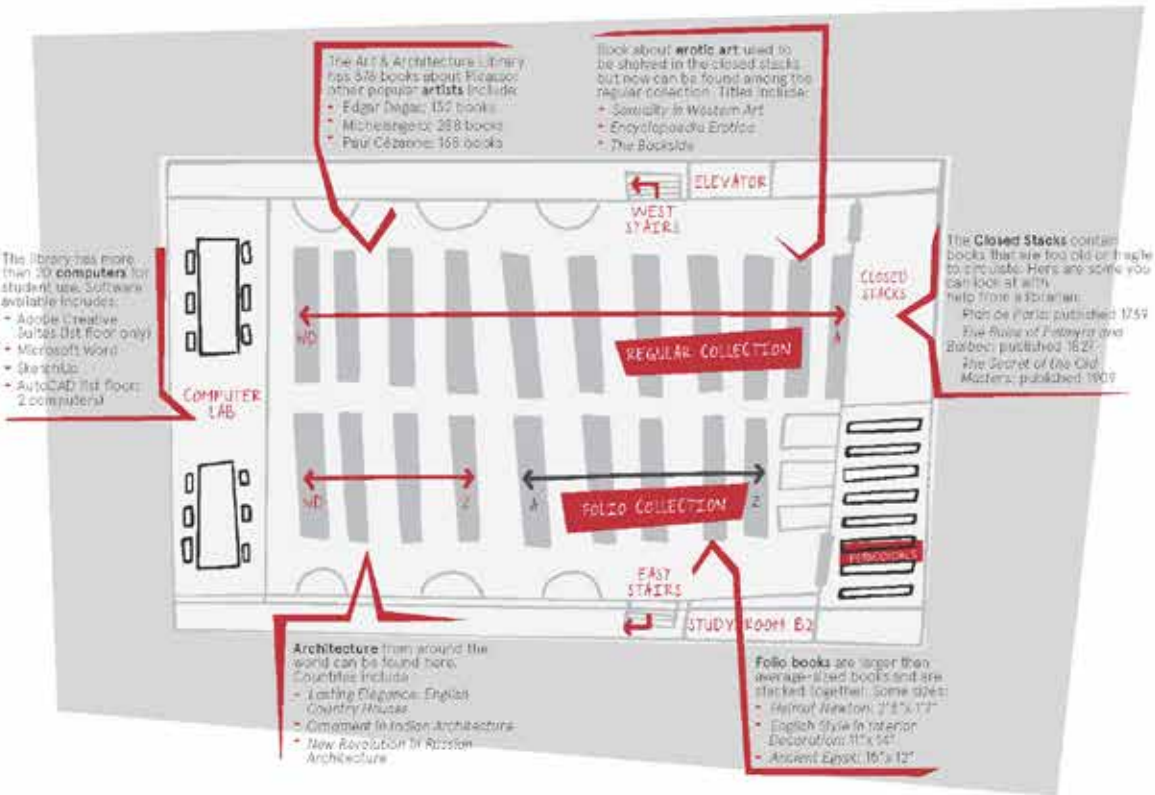 The Art & Architecture Library
has 576 books about Picasso;
other popular artists include:
• Edgar Degas: 152 books
• Michelangelo: 288 books
• Paul Cézanne: 168 books
Book about erotic art used to
be shelved in the closed stacks
but now can be found among the
regular collection. Titles include:
• Sexuality in Western Art
• Encyclopaedia Erotica
• The Backside
ELEVATOR
WEST
STAIRS
The library has more
than 20 computers for
student use. Software
available includes:
• Adobe Creative
Suites (1st floor only)
• Microsoft Word
• SketchUp
• AutoCAD (1st floor:
2 computers)
COMPUTER
LAB
CLOSED
STACKS
The Closed Stacks contain
books that are too old or fragile
to circulate. Here are some you
can look at with
help from a librarian:
Plan de Paris: published 1739
The Ruins of Palmyra and
Balbec: published 1827
The Secret of the Old
Masters: published 1909
ND
A
REGULAR COLLECTION
ND
Z
A
Z
FOLIO COLLECTION
PERIODICALS
EAST
STAIRS
STUDY ROOM B2
Architecture from around the
world can be found here.
Countries include
• Lasting Elegance: English
Country Houses
• Ornament in Indian Architecture
• New Revolution in Russian
Architecture
Folio books are larger than
average-sized books and are
stacked together. Some sizes:
• Helmut Newton:
• English Style in Interior
Decoration: 11"x 14"
• Ancient Egypt: 16"x 12"